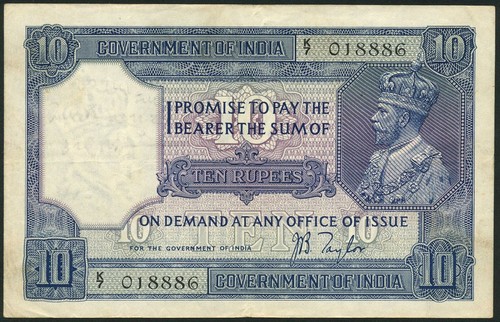 10 GOVERNMENT OF INDIA K/7 018886 10
I PROMISE TO PAY THE
BEARER THE SUM OF
10
TEN RUPEES
ON DEMAND AT ANY OFFICE OF ISSUE
10 TEN 10
FOR THE GOVERNMENT OF INDIA
J B Taylor
10 K/7 018886 GOVERNMENT OF INDIA 10